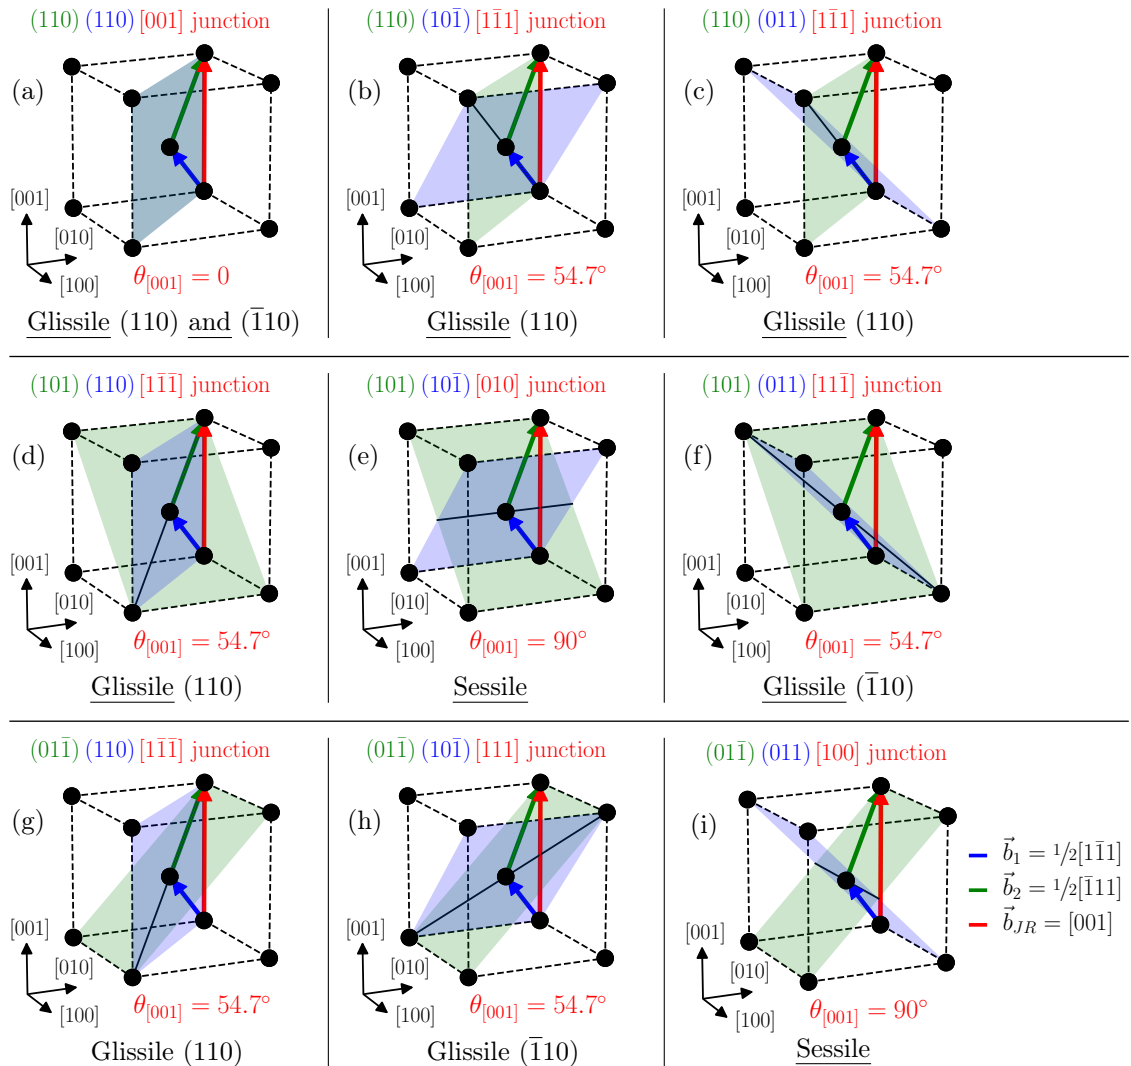 (110) (110) [001] junction
(a)
[001]
[010]
[100]
θ[001] = 0
Glissile (110) and (1̅10)
(110) (101̅) [11̅1] junction
(b)
[001]
[010]
[100]
θ[001] = 54.7°
Glissile (110)
(110) (011) [11̅1] junction
(c)
[001]
[010]
[100]
θ[001] = 54.7°
Glissile (110)
(101) (110) [11̅1̅] junction
(d)
[001]
[010]
[100]
θ[001] = 54.7°
Glissile (110)
(101) (101̅) [010] junction
(e)
[001]
[010]
[100]
θ[001] = 90°
Sessile
(101) (011) [111̅] junction
(f)
[001]
[010]
[100]
θ[001] = 54.7°
Glissile (1̅10)
(011̅) (110) [11̅1̅] junction
(g)
[001]
[010]
[100]
θ[001] = 54.7°
Glissile (110)
(011̅) (101̅) [111] junction
(h)
[001]
[010]
[100]
θ[001] = 54.7°
Glissile (1̅10)
(011̅) (011) [100] junction
(i)
[001]
[010]
[100]
θ[001] = 90°
Sessile
b⃗1 = 1/2[11̅1]
b⃗2 = 1/2[1̅11]
b⃗JR = [001]